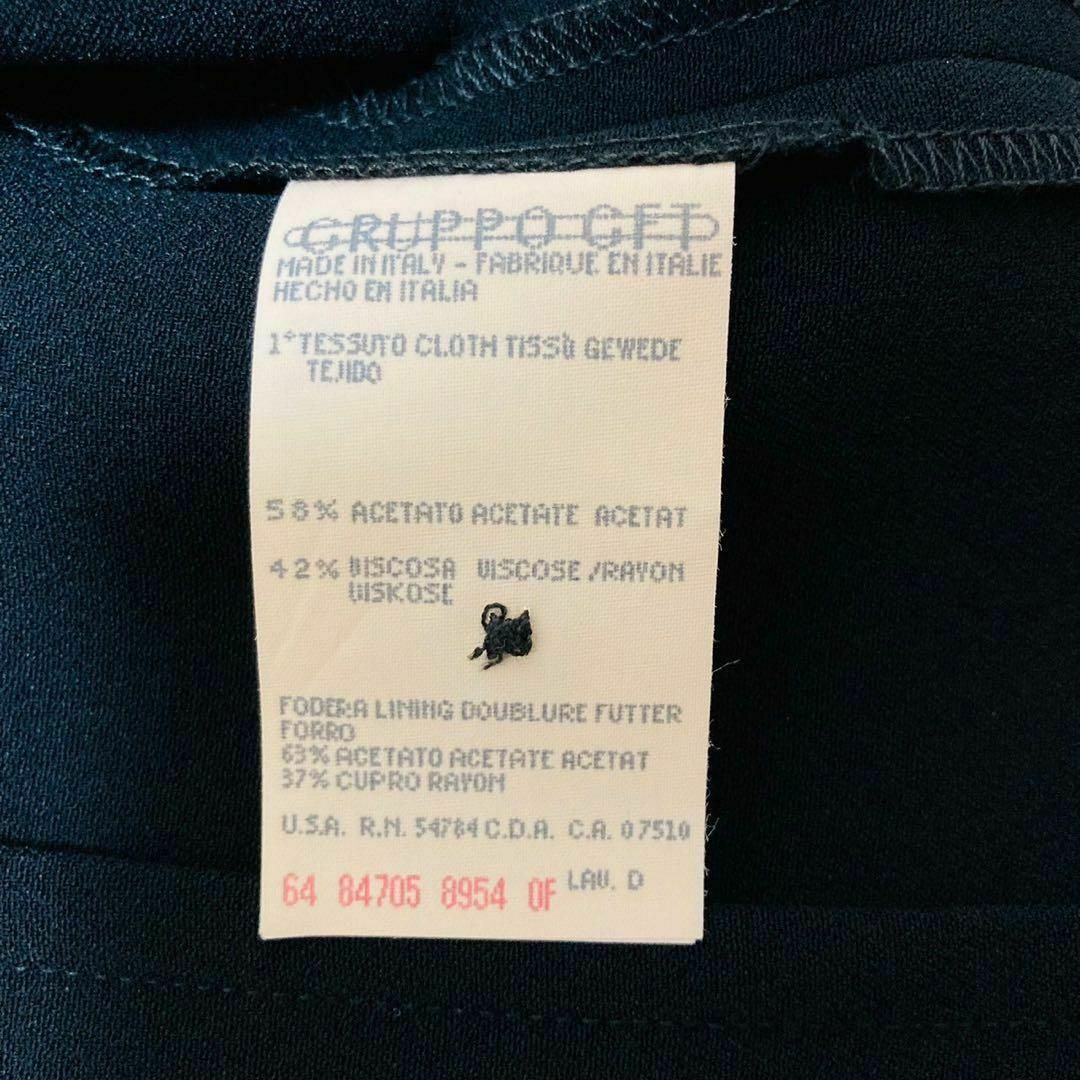 GRUPPO GFT
MADE IN ITALY - FABRIQUE EN ITALIE
HECHO EN ITALIA
1° TESSUTO CLOTH TISSÙ GEWEDE
TEJIDO
58% ACETATO ACETATE ACETAT
42% VISCOSA VISCOSE/RAYON
VISKOSE
FODERA LINING DOUBLURE FUTTER
FORRO
63% ACETATO ACETATE ACETAT
37% CUPRO RAYON
U.S.A. R.N. 54784 C.D.A. C.A. 07510
64 84705 8954 OF LAV. D